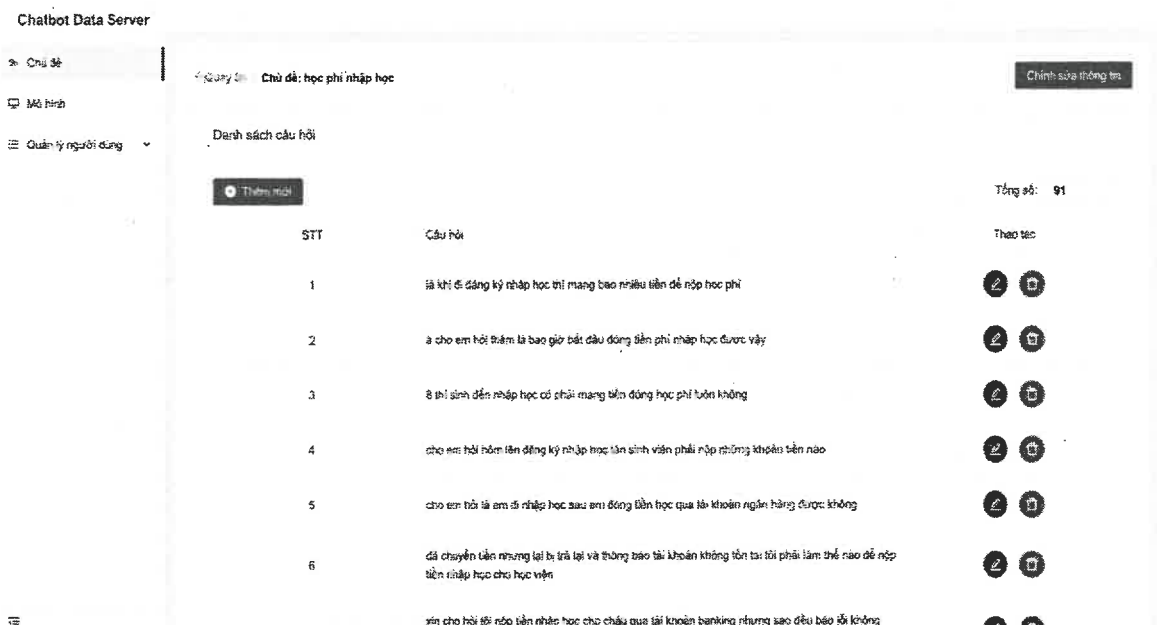 Chatbot Data Server
Chủ đề
Quay lại Chủ đề: học phí nhập học
Chỉnh sửa thông tin
Mô hình
Quản lý người dùng
Danh sách câu hỏi
Thêm mới
Tổng số: 91
STT Câu hỏi Thao tác
1 là khi đi đăng ký nhập học thì mang bao nhiêu tiền để nộp học phí
2 à cho em hỏi thêm là bao giờ bắt đầu đóng tiền phí nhập học được vậy
3 8 thí sinh đến nhập học có phải mang tiền đóng học phí luôn không
4 cho em hỏi hôm lên đăng ký nhập học tân sinh viên phải nộp những khoản tiền nào
5 cho em hỏi là em đi nhập học sau em đóng tiền học qua tài khoản ngân hàng được không
6 đã chuyển tiền nhưng lại bị trả lại và thông báo tài khoản không tồn tại tôi phải làm thế nào để nộp
tiền nhập học cho học viện
xin cho hỏi tôi nộp tiền nhập học cho cháu qua tài khoản banking nhưng sao đều báo lỗi không